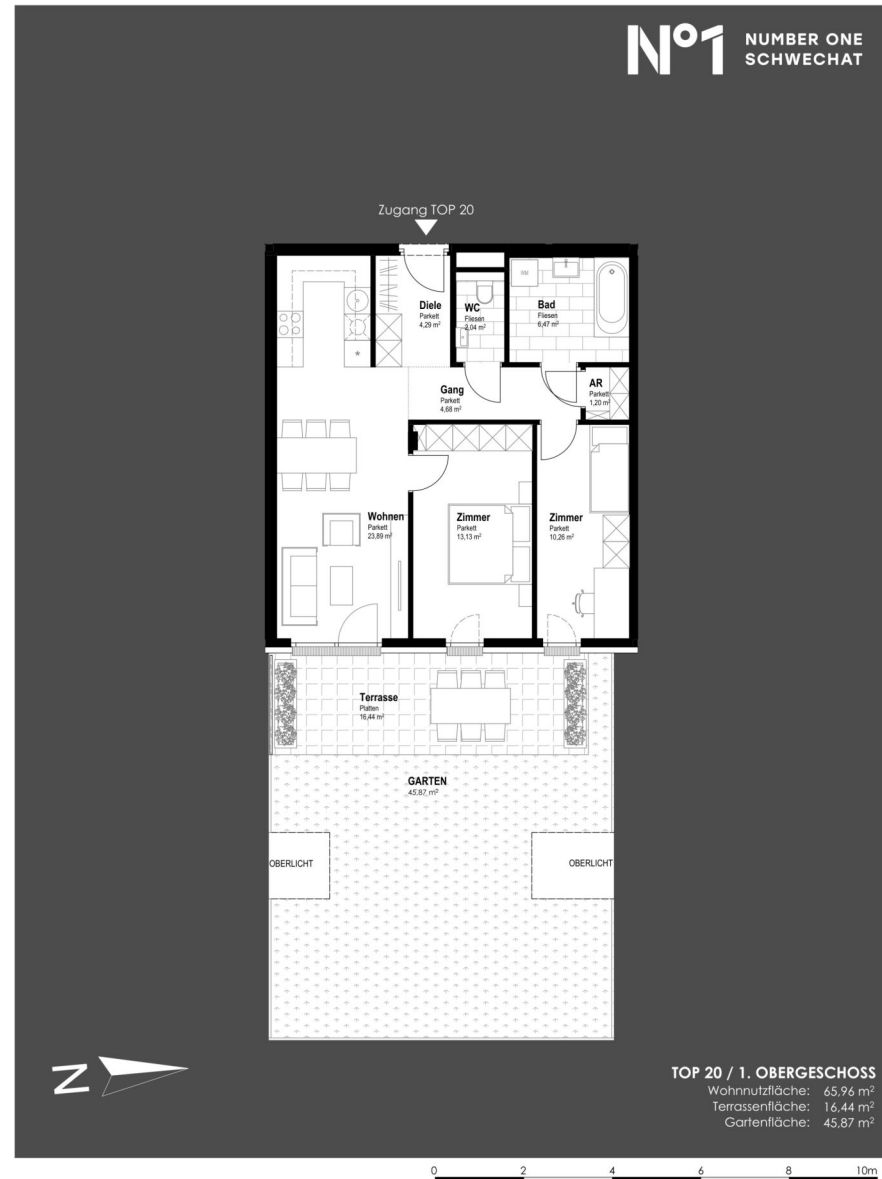 Nº1 NUMBER ONE
SCHWECHAT
Zugang TOP 20
Diele
Parkett
4,29 m²
WC
Fliesen
2,04 m²
WM
Bad
Fliesen
6,47 m²
Gang
Parkett
4,68 m²
AR
Parkett
1,20 m²
Wohnen
Parkett
23,89 m²
Zimmer
Parkett
13,13 m²
Zimmer
Parkett
10,26 m²
Terrasse
Platten
16,44 m²
GARTEN
45,87 m²
OBERLICHT
OBERLICHT
N
TOP 20 / 1. OBERGESCHOSS
Wohnnutzfläche: 65,96 m²
Terrassenfläche: 16,44 m²
Gartenfläche: 45,87 m²
0 2 4 6 8 10m